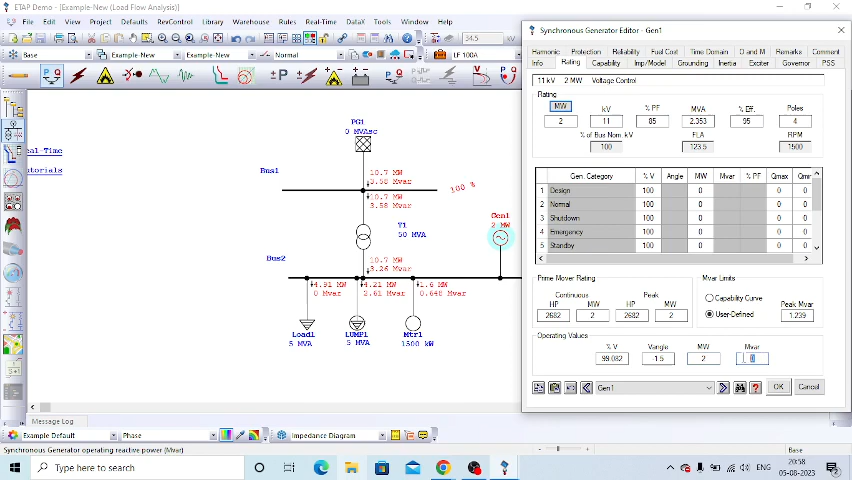 ETAP Demo - [Example-New (Load Flow Analysis)]
File Edit View Project Defaults RevControl Library Warehouse Rules Real-Time DataX Tools Window Help
Base Example-New Example-New Normal 34.5 LF 100A
Synchronous Generator Editor - Gen1
Harmonic Protection Reliability Fuel Cost Time Domain O and M Remarks Comment
Info Rating Capability Imp/Model Grounding Inertia Exciter Governor PSS
11 kV 2 MW Voltage Control
Rating
MW kV % PF MVA % Eff. Poles
2 11 85 2.353 95 4
% of Bus Nom. kV FLA RPM
100 123.5 1500
Gen. Category % V Angle MW Mvar % PF Qmax Qmin
1 Design 100 0 0 0
2 Normal 100 0 0 0
3 Shutdown 100 0 0 0
4 Emergency 100 0 0 0
5 Standby 100 0 0 0
Prime Mover Rating
Continuous Peak
HP MW HP MW
2682 2 2682 2
Mvar Limits
Capability Curve
User-Defined
Peak Mvar
1.239
Operating Values
% V Vangle MW Mvar
99.082 -1.5 2
Gen1
OK Cancel
eal-Time
utorials
PG1
0 MVAsc
10.7 MW
3.58 Mvar
Bus1
100 %
10.7 MW
3.58 Mvar
T1
50 MVA
Gen1
2 MW
Bus2
10.7 MW
3.26 Mvar
4.91 MW
0 Mvar
4.21 MW
2.61 Mvar
1.6 MW
0.648 Mvar
Load1
5 MVA
LUMP1
5 MVA
Mtr1
1500 kW
Message Log
Example Default Phase Impedance Diagram
Synchronous Generator operating reactive power (Mvar)
Base
Type here to search
ENG
20:58
05-08-2023